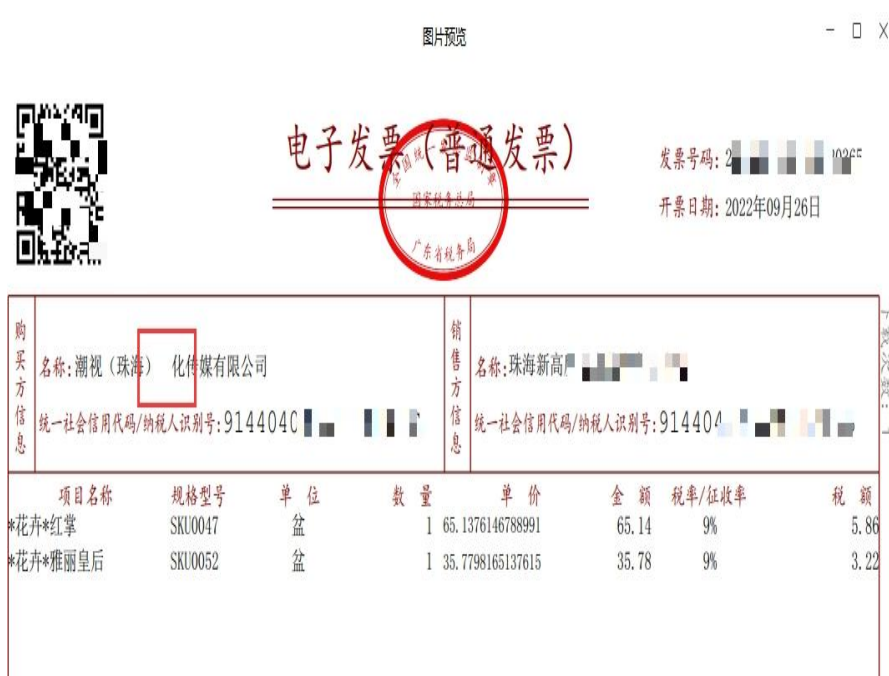 图片预览
电子发票（普通发票）
国家税务总局
广东省税务局
发票号码: 2
开票日期: 2022年09月26日
购买方信息
名称: 潮视（珠海） 化传媒有限公司
统一社会信用代码/纳税人识别号: 914404
销售方信息
名称: 珠海新高
统一社会信用代码/纳税人识别号: 914404
项目名称 规格型号 单位 数量 单价 金额 税率/征收率 税额
*花卉*红掌 SKU0047 盆 1 65.1376146788991 65.14 9% 5.86
*花卉*雅丽皇后 SKU0052 盆 1 35.7798165137615 35.78 9% 3.22